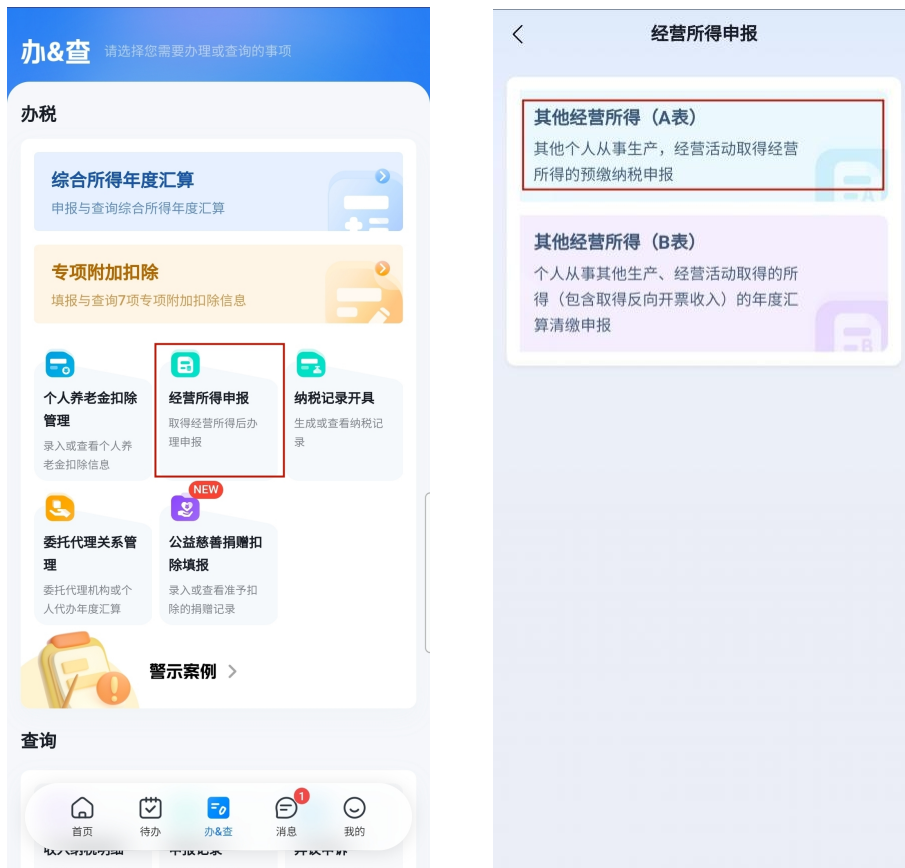 办&查 请选择您需要办理或查询的事项
办税
综合所得年度汇算
申报与查询综合所得年度汇算
专项附加扣除
填报与查询7项专项附加扣除信息
个人养老金扣除
管理
录入或查看个人养
老金扣除信息
经营所得申报
取得经营所得后办
理申报
纳税记录开具
生成或查看纳税记
录
委托代理关系管
理
委托代理机构或个
人代办年度汇算
NEW
公益慈善捐赠扣
除填报
录入或查看准予扣
除的捐赠记录
警示案例
查询
首页
待办
办&查
1
消息
我的
经营所得申报
其他经营所得（A表）
其他个人从事生产，经营活动取得经营
所得的预缴纳税申报
A
其他经营所得（B表）
个人从事其他生产、经营活动取得的所
得（包含取得反向开票收入）的年度汇
算清缴申报
B